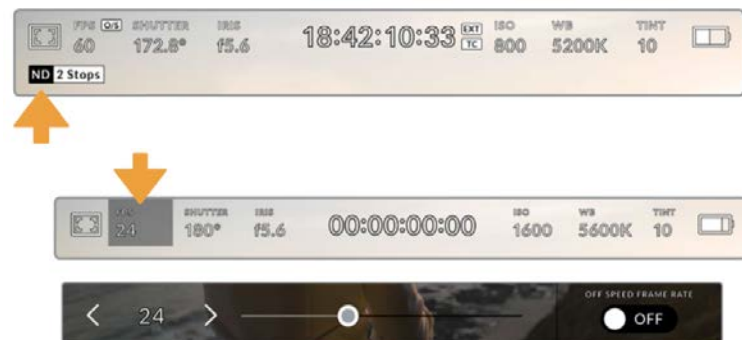 FPS O/S SHUTTER IRIS EXT ISO WB TINT
60 172.8° f5.6 18:42:10:33 TC 800 5200K 10
ND 2 Stops
FPS SHUTTER IRIS ISO WB TINT
24 180° f5.6 00:00:00:00 1600 5600K 10
OFF SPEED FRAME RATE
< 24 > OFF